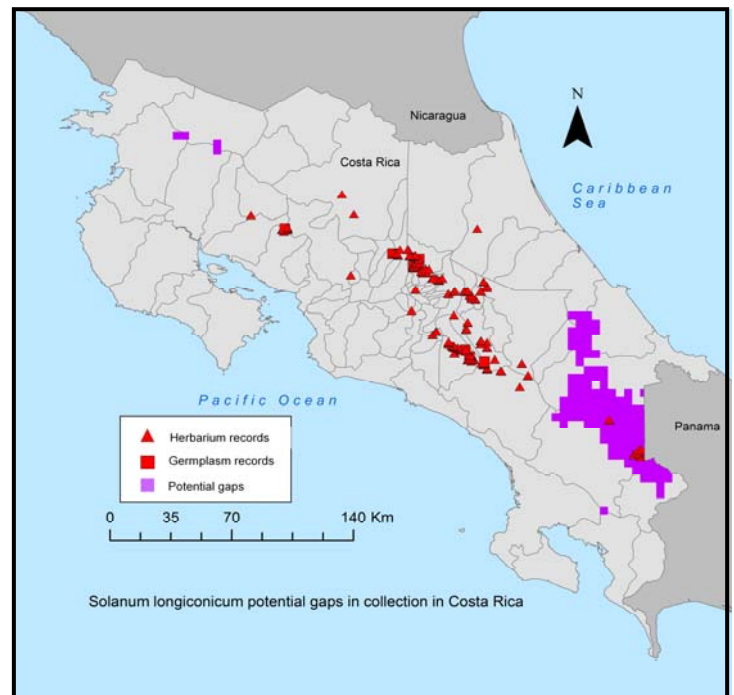 N
Nicaragua
Costa Rica
Caribbean
Sea
Pacific Ocean
Panama
Herbarium records
Germplasm records
Potential gaps
0 35 70 140 Km
Solanum longiconicum potential gaps in collection in Costa Rica